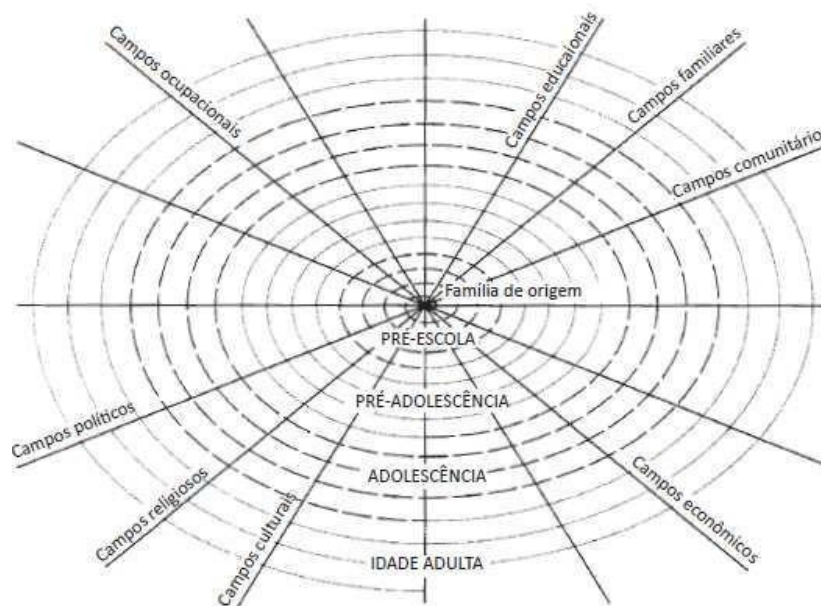 Campos ocupacionais
Campos educaionais
Campos familiares
Campos comunitário
Família de origem
PRÉ-ESCOLA
PRÉ-ADOLESCÊNCIA
Campos políticos
ADOLESCÊNCIA
Campos religiosos
Campos culturais
Campos econômicos
IDADE ADULTA